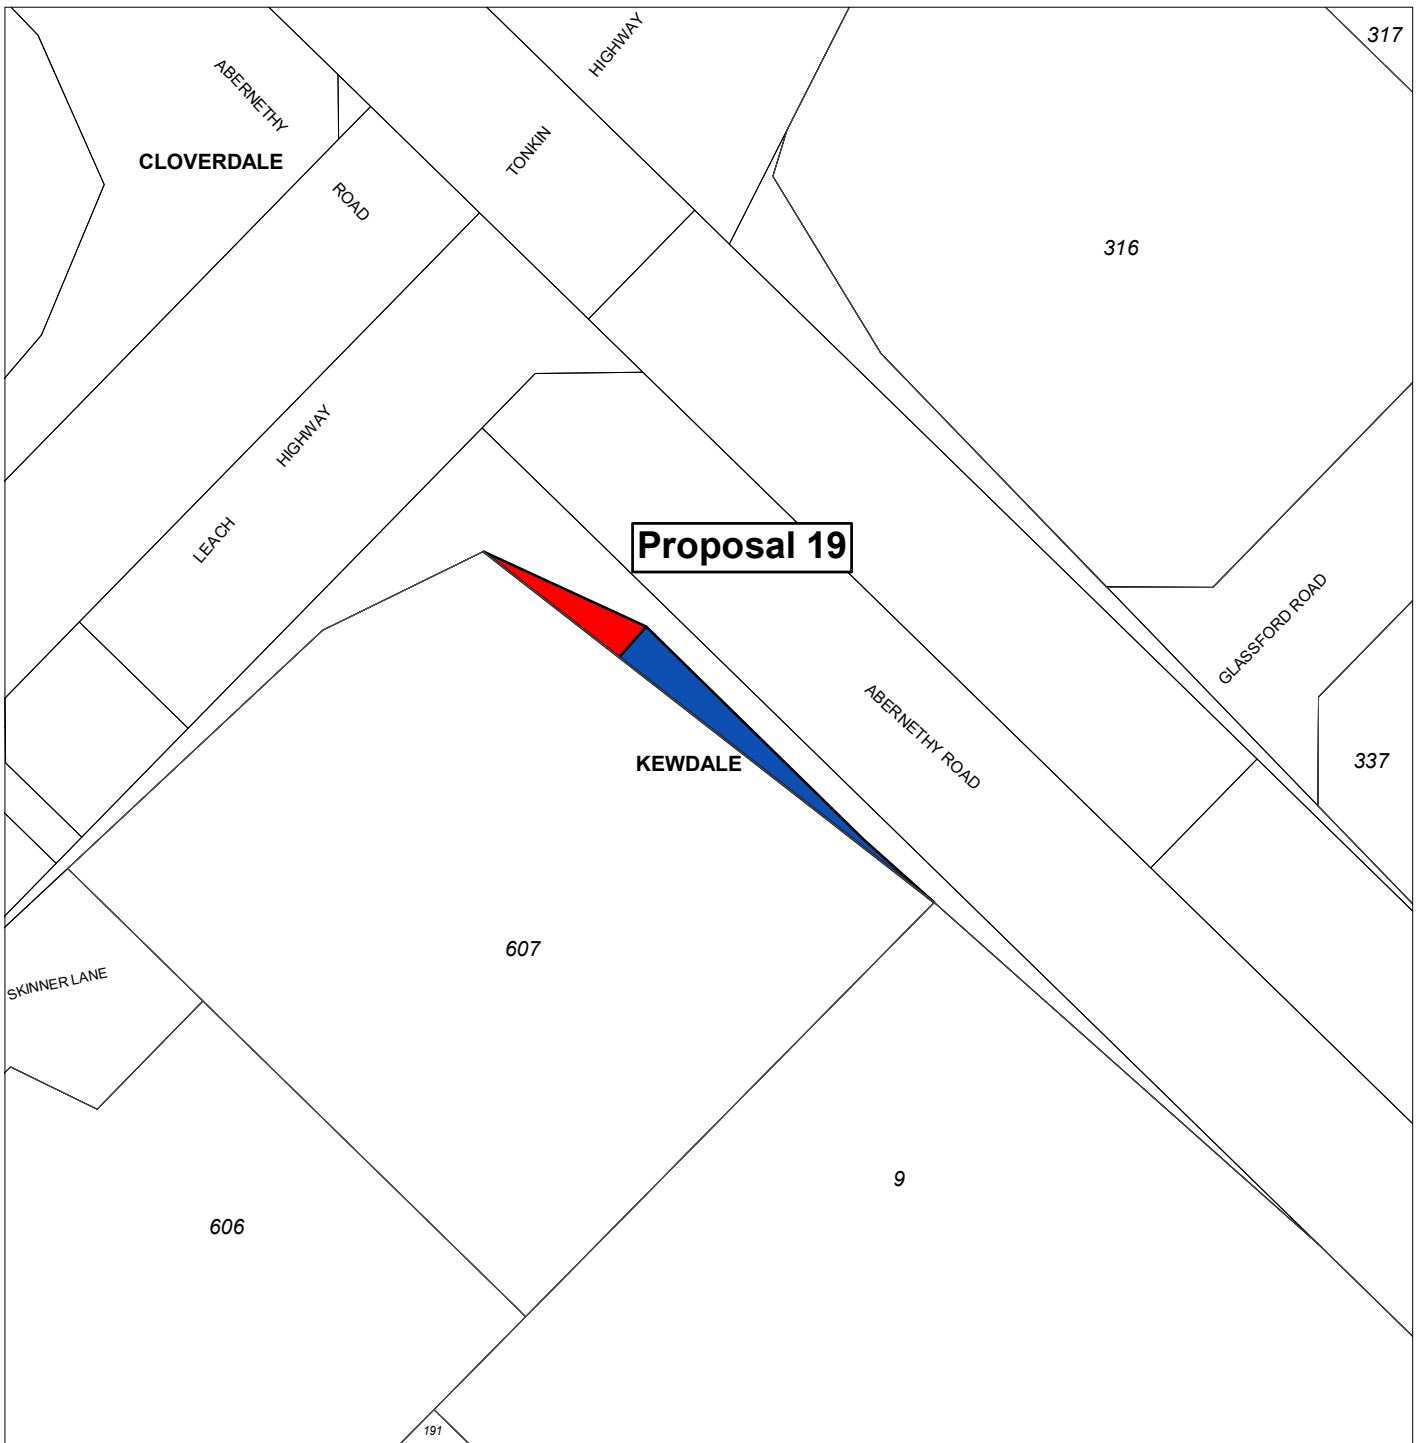 317
HIGHWAY
ABERNETHY
TONKIN
CLOVERDALE
ROAD
316
HIGHWAY
LEACH
Proposal 19
GLASSFORD ROAD
ABERNETHY ROAD
KEWDALE
337
607
SKINNER LANE
9
606
191